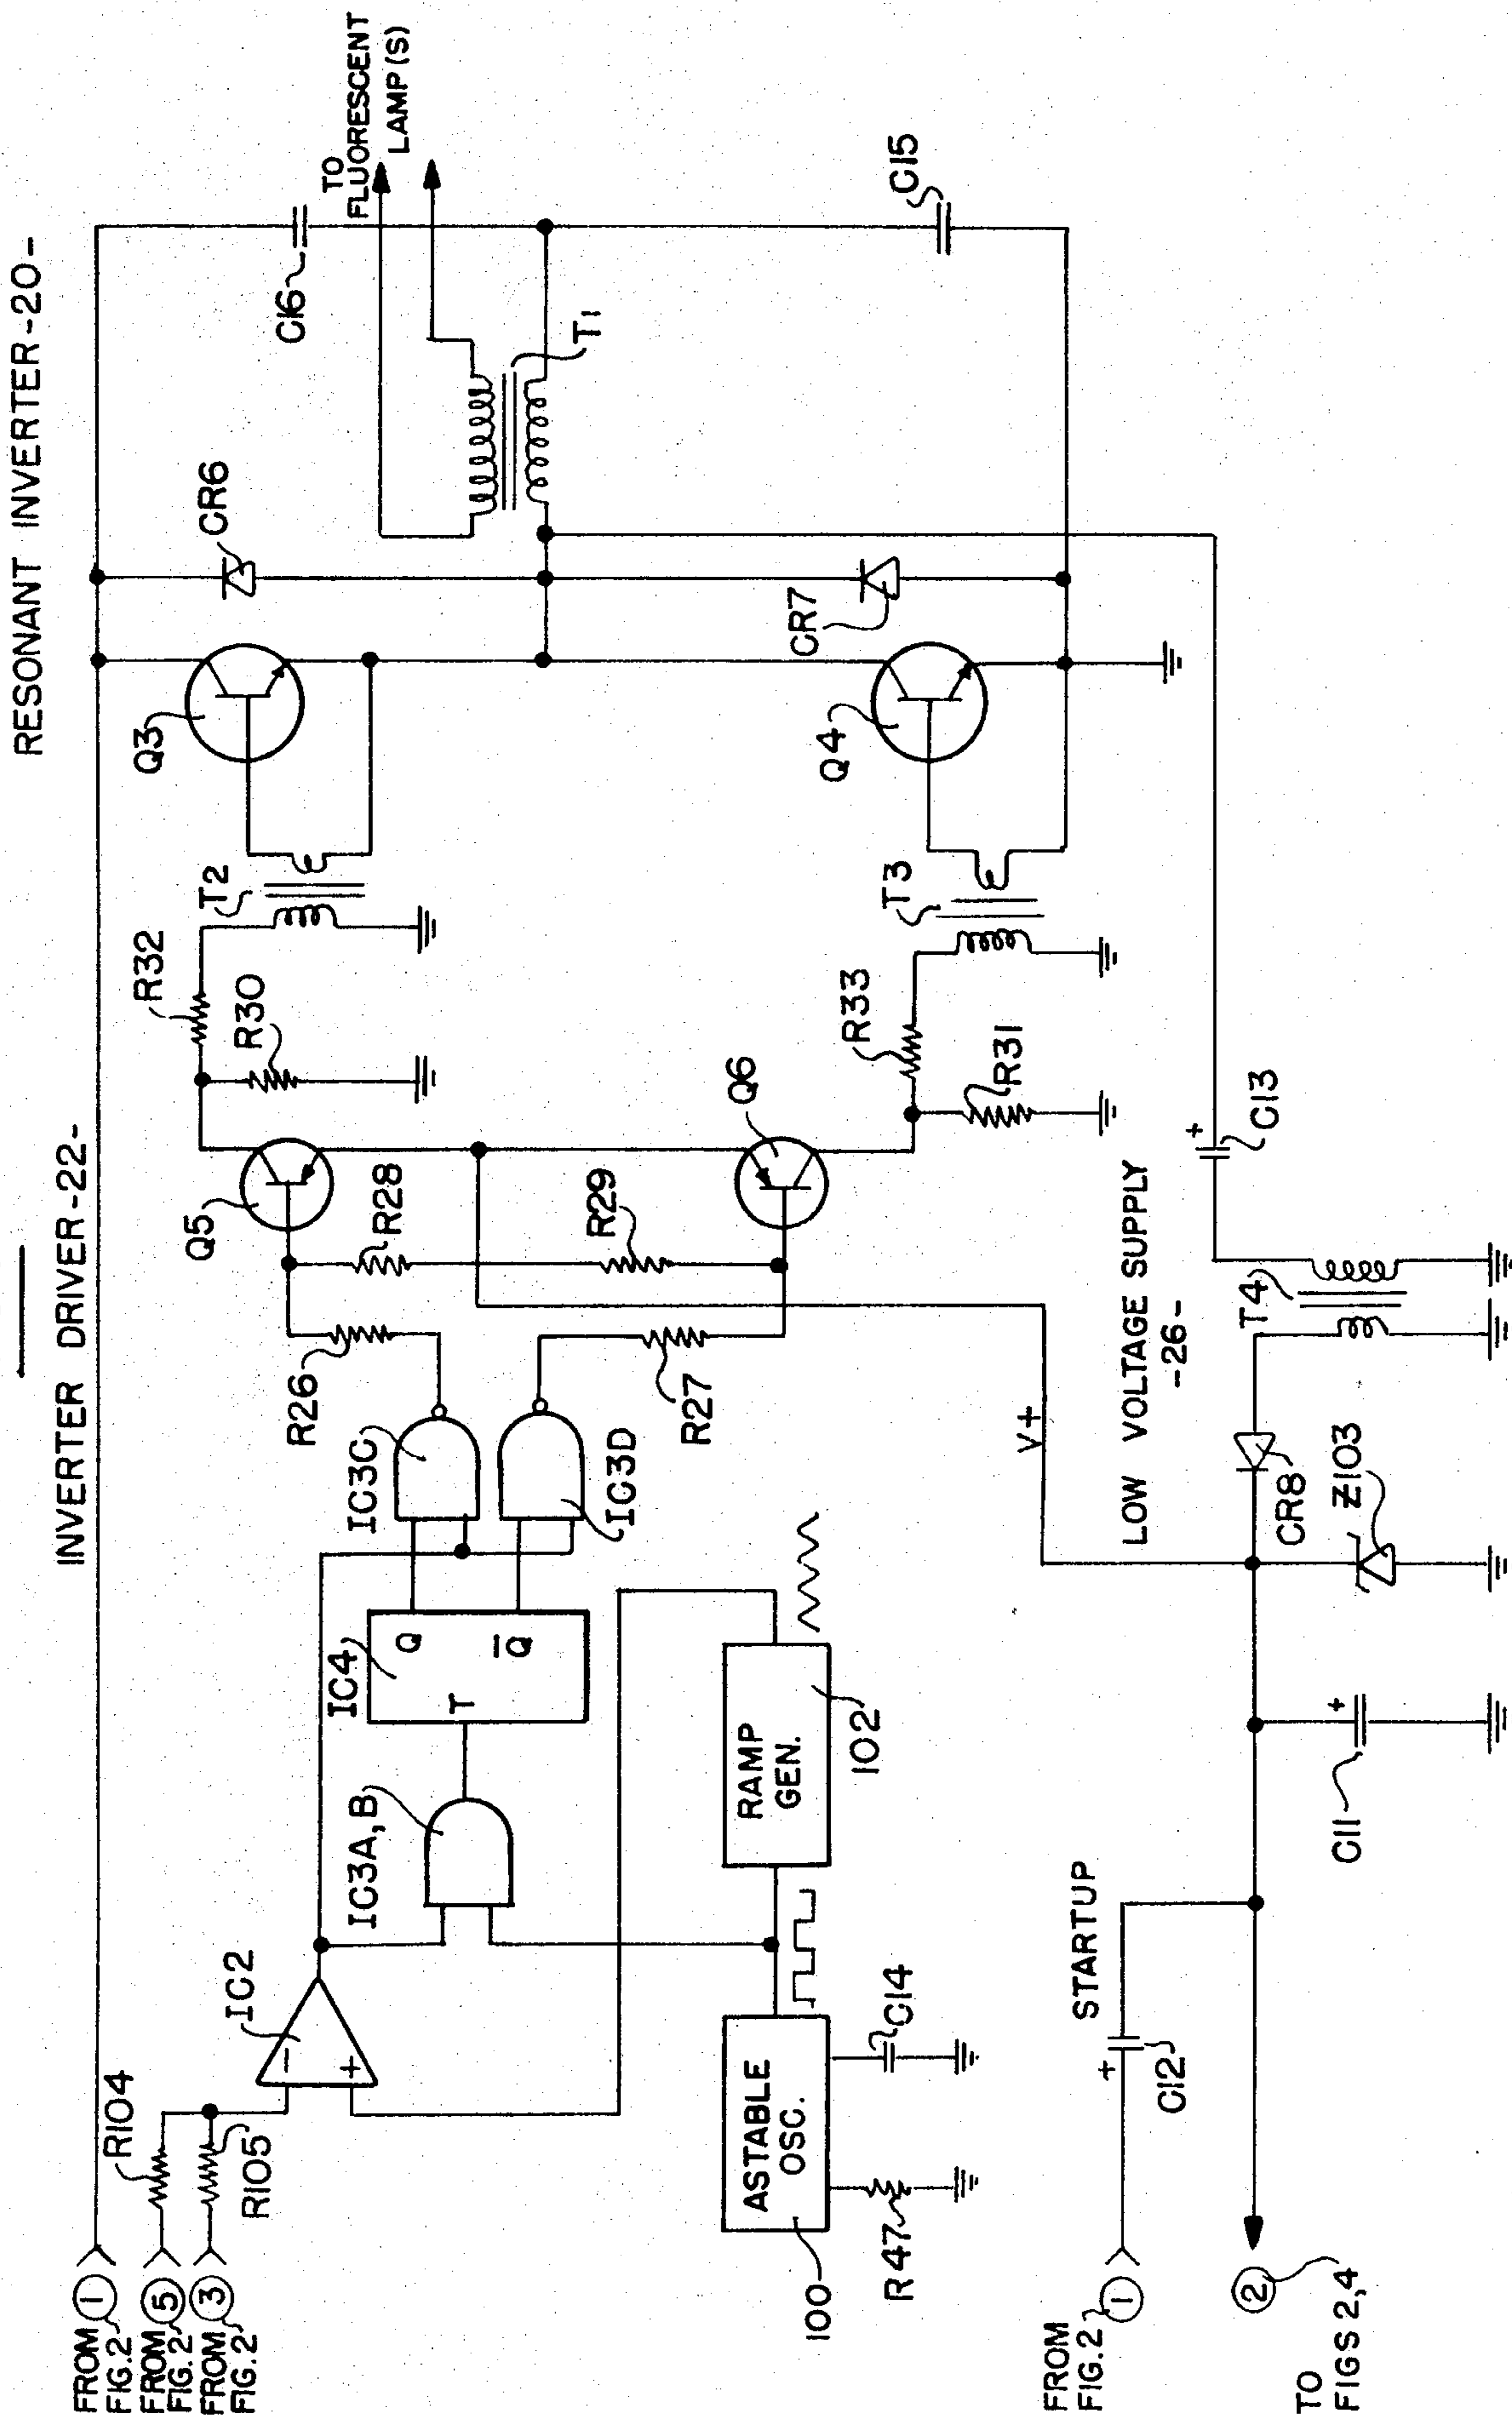 RESONANT INVERTER-20-
INVERTER DRIVER-22-
FROM 1
FIG.2
FROM 5
FIG.2
FROM 3
FIG.2
R104
R105
IC2
−
+
IC3A,B
IC4
T
Q
Q̅
IC3C
IC3D
R26
R27
Q5
R28
R29
Q6
R32
R30
R33
R31
T2
T3
Q3
Q4
CR6
CR7
T1
C16
C15
TO
FLUORESCENT
LAMP(S)
ASTABLE
OSC.
100
R47
C14
RAMP
GEN.
102
V+
LOW VOLTAGE SUPPLY
-26-
FROM
FIG.2
1
+
C12
STARTUP
2
TO
FIGS 2,4
+
C11
Z103
CR8
T4
+
C13